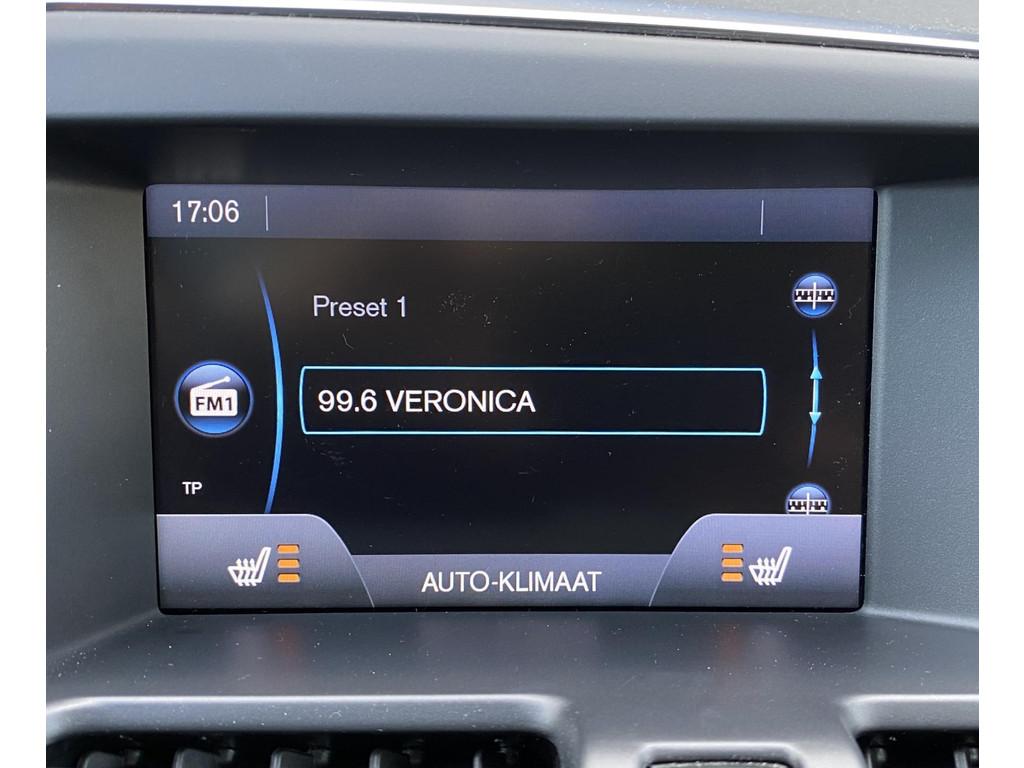 17:06
Preset 1
FM1
99.6 VERONICA
TP
AUTO-KLIMAAT